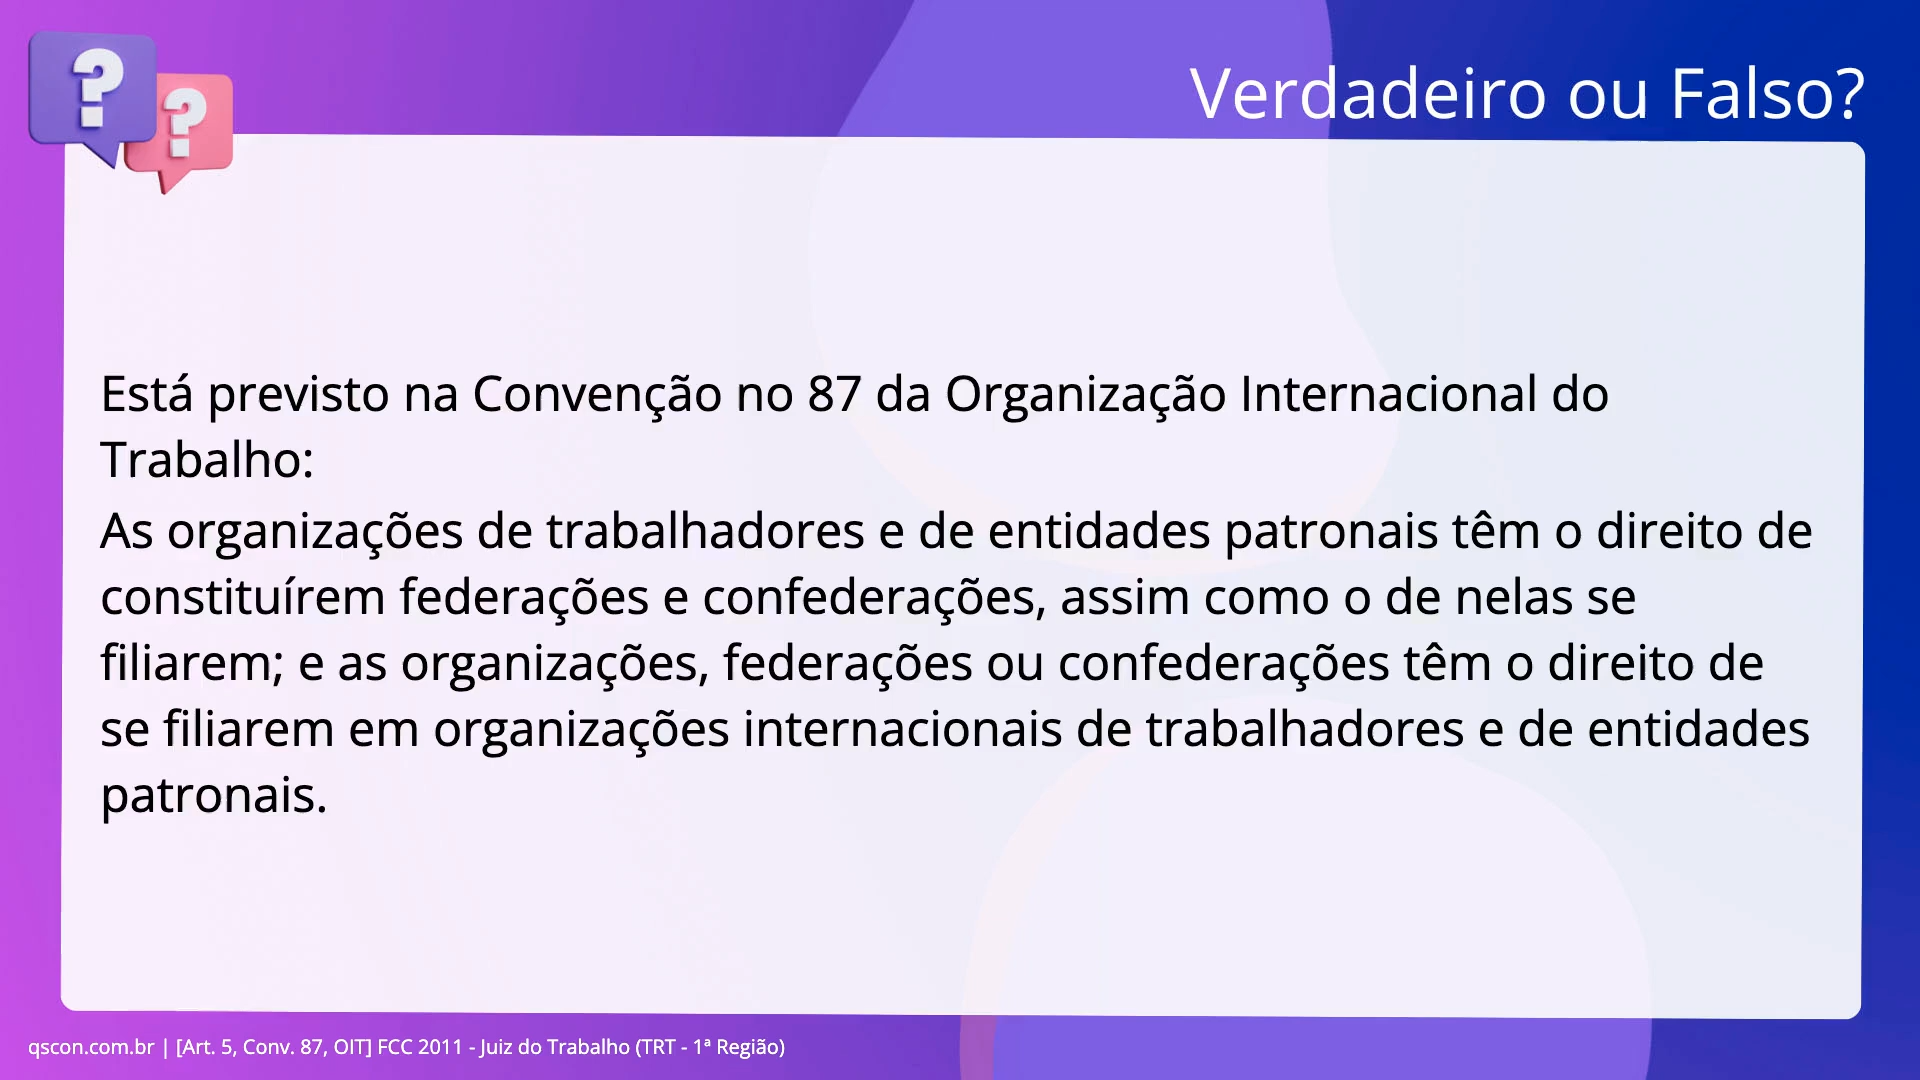 Verdadeiro ou Falso?
Está previsto na Convenção no 87 da Organização Internacional do
Trabalho:
As organizações de trabalhadores e de entidades patronais têm o direito de
constituírem federações e confederações, assim como o de nelas se
filiarem; e as organizações, federações ou confederações têm o direito de
se filiarem em organizações internacionais de trabalhadores e de entidades
patronais.
qscon.com.br | [Art. 5, Conv. 87, OIT] FCC 2011 - Juiz do Trabalho (TRT - 1ª Região)